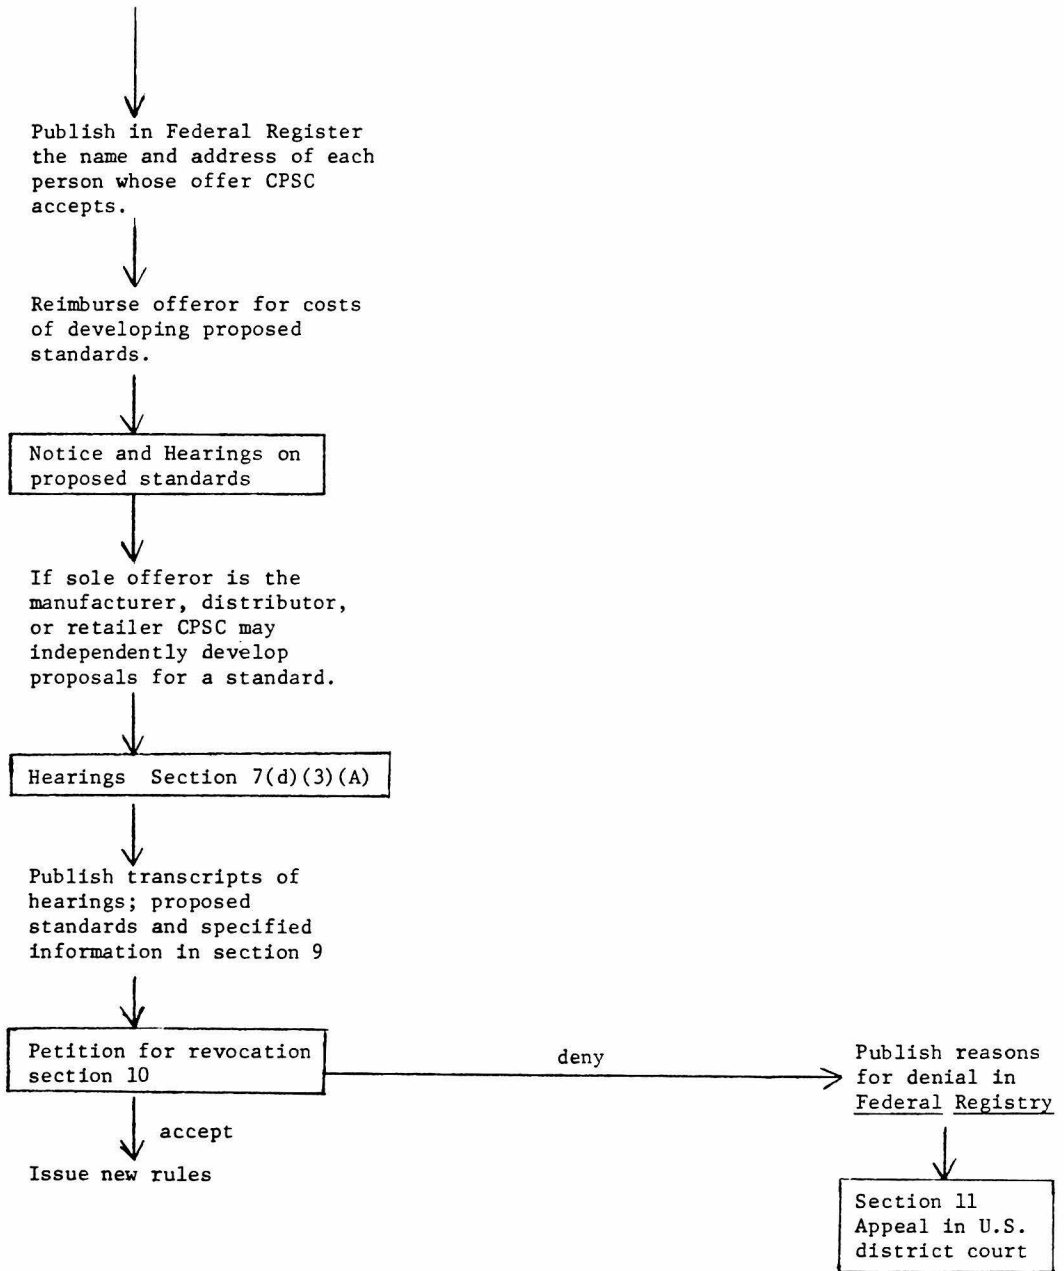 Publish in Federal Register
the name and address of each
person whose offer CPSC
accepts.
Reimburse offeror for costs
of developing proposed
standards.
Notice and Hearings on
proposed standards
If sole offeror is the
manufacturer, distributor,
or retailer CPSC may
independently develop
proposals for a standard.
Hearings  Section 7(d)(3)(A)
Publish transcripts of
hearings; proposed
standards and specified
information in section 9
Petition for revocation
section 10
deny
Publish reasons
for denial in
Federal Registry
accept
Issue new rules
Section 11
Appeal in U.S.
district court